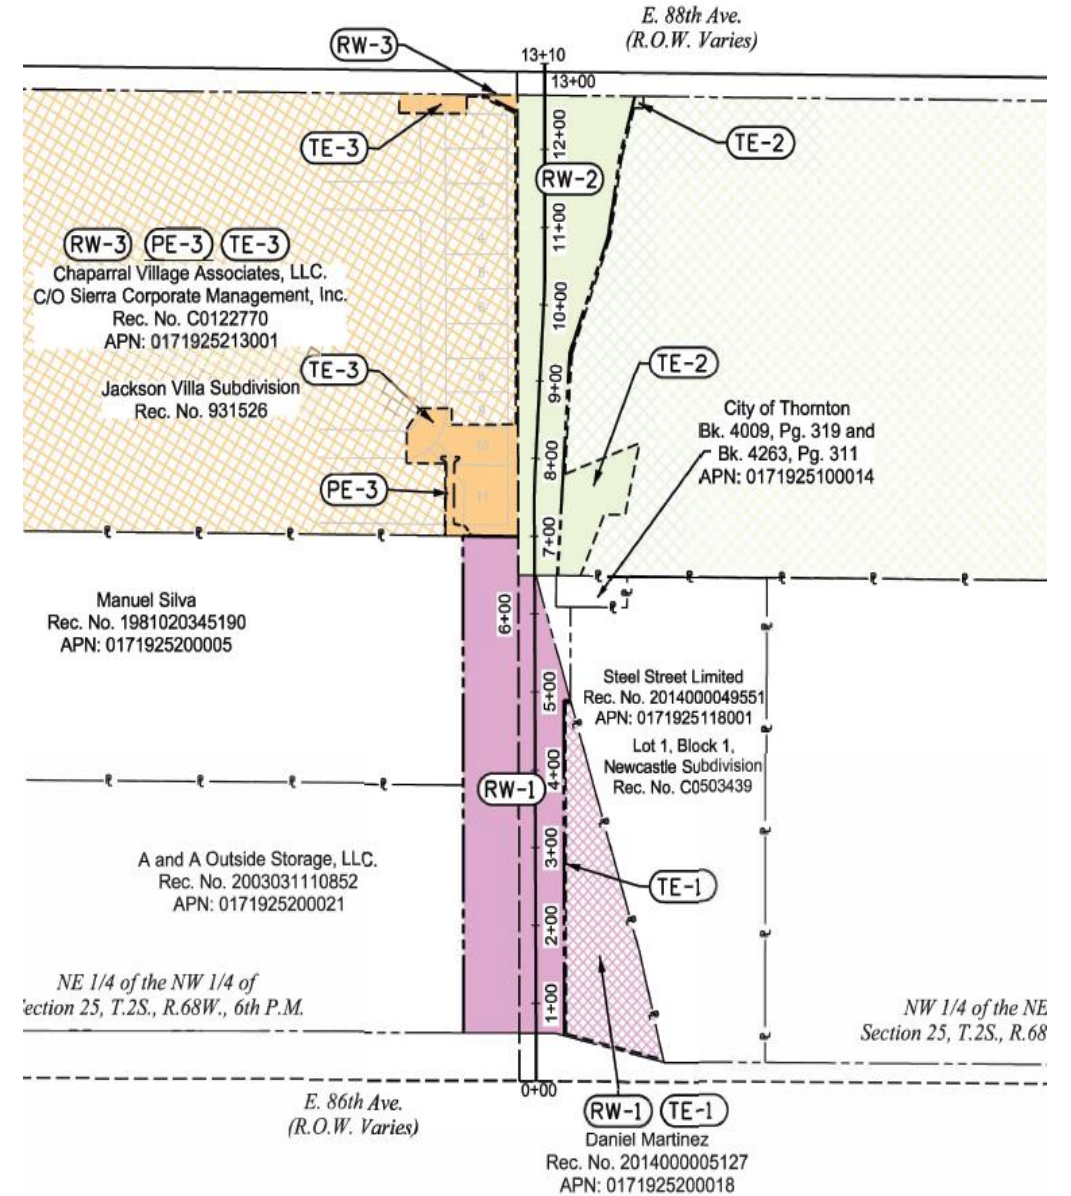 E. 88th Ave.
(R.O.W. Varies)
RW-3
13+10
13+00
TE-3
12+00
TE-2
RW-2
11+00
RW-3 PE-3 TE-3
Chaparral Village Associates, LLC.
C/O Sierra Corporate Management, Inc.
Rec. No. C0122770
APN: 0171925213001
10+00
TE-3
TE-2
Jackson Villa Subdivision
Rec. No. 931526
9+00
City of Thornton
Bk. 4009, Pg. 319 and
Bk. 4263, Pg. 311
APN: 0171925100014
10
8+00
PE-3
11
7+00
Manuel Silva
Rec. No. 1981020345190
APN: 0171925200005
6+00
Steel Street Limited
Rec. No. 2014000049551
APN: 0171925118001
5+00
Lot 1, Block 1,
Newcastle Subdivision
Rec. No. C0503439
4+00
RW-1
3+00
A and A Outside Storage, LLC.
Rec. No. 2003031110852
APN: 0171925200021
TE-1
2+00
NE 1/4 of the NW 1/4 of
ection 25, T.2S., R.68W., 6th P.M.
1+00
NW 1/4 of the NE
Section 25, T.2S., R.68
0+00
E. 86th Ave.
(R.O.W. Varies)
RW-1 TE-1
Daniel Martinez
Rec. No. 2014000005127
APN: 0171925200018